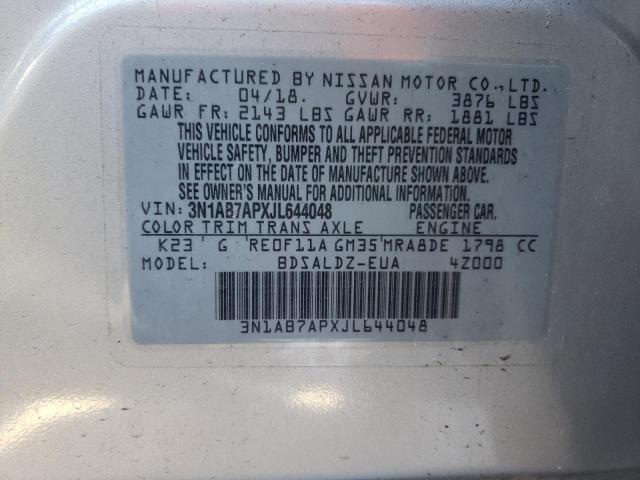 MANUFACTURED BY NISSAN MOTOR CO.,LTD.
DATE: 04/18. GVWR: 3876 LBS
GAWR FR: 2143 LBS GAWR RR: 1881 LBS
THIS VEHICLE CONFORMS TO ALL APPLICABLE FEDERAL MOTOR
VEHICLE SAFETY, BUMPER AND THEFT PREVENTION STANDARDS
IN EFFECT ON THE DATE OF MANUFACTURE SHOWN ABOVE.
SEE OWNER'S MANUAL FOR ADDITIONAL INFORMATION.
VIN: 3N1AB7APXJL644048 PASSENGER CAR.
COLOR TRIM TRANS AXLE ENGINE
K23 G RE0F11A GM35 MRA8DE 1798 CC
MODEL: BDSALDZ-EUA 4Z000
3N1AB7APXJL644048